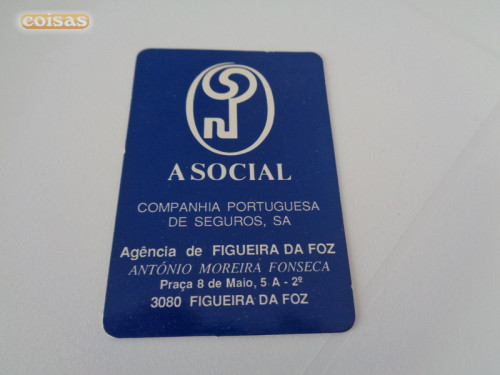 coisas
A SOCIAL
COMPANHIA PORTUGUESA
DE SEGUROS, SA
Agência de FIGUEIRA DA FOZ
ANTÓNIO MOREIRA FONSECA
Praça 8 de Maio, 5 A - 2º
3080 FIGUEIRA DA FOZ